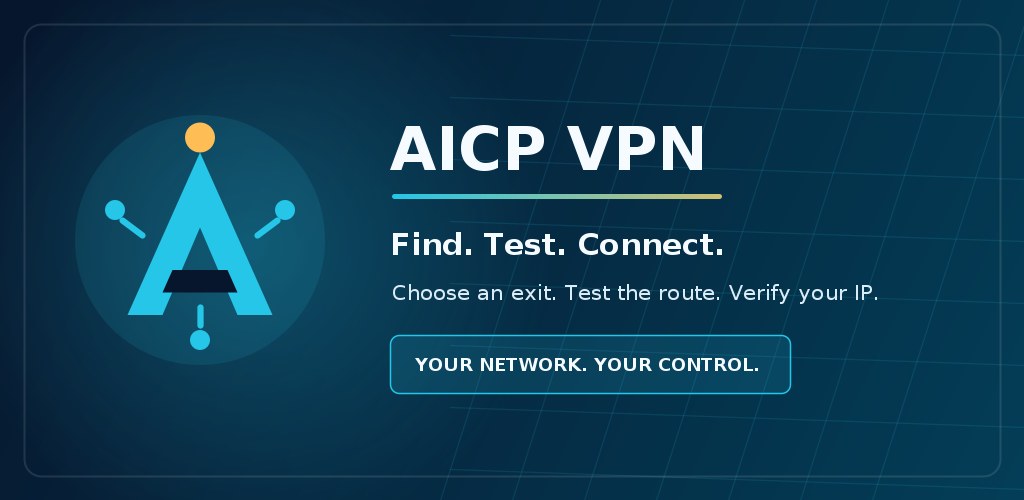 AICP VPN
Find. Test. Connect.
Choose an exit. Test the route. Verify your IP.
YOUR NETWORK. YOUR CONTROL.